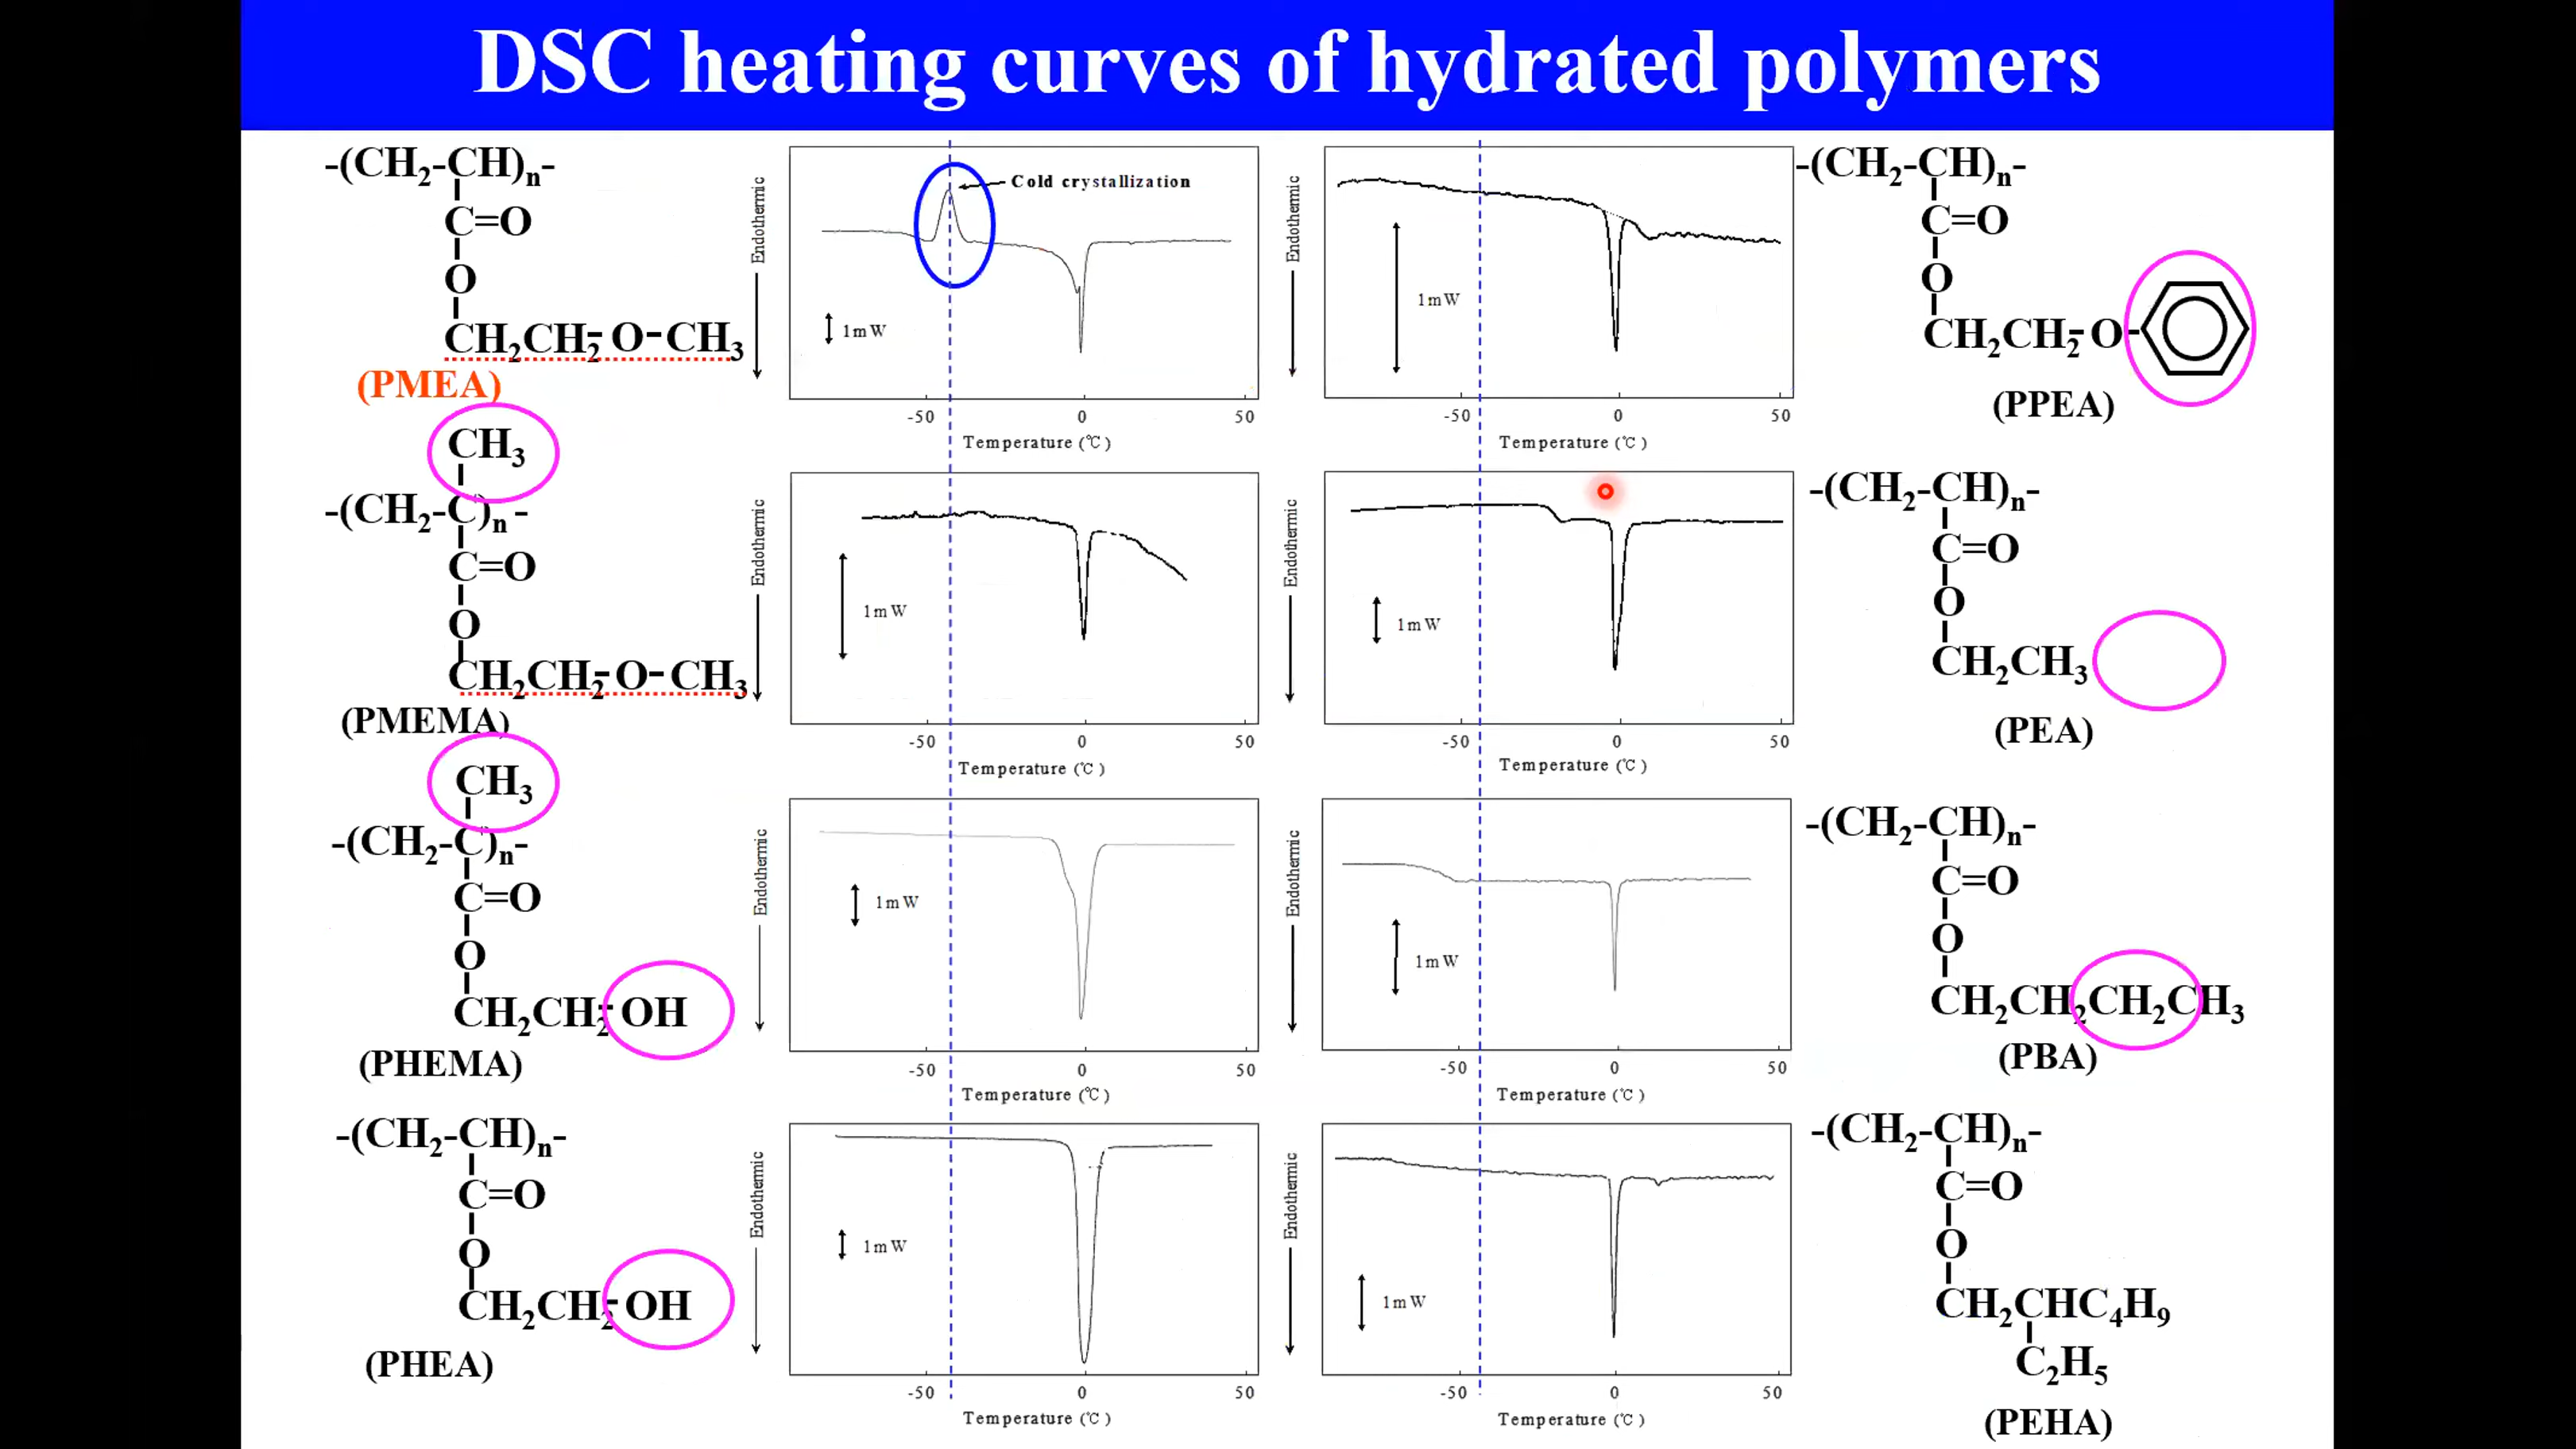 DSC heating curves of hydrated polymers
-(CH2-CH)n-
C=O
O
CH2CH2-O-CH3
(PMEA)
Endothermic
Cold crystallization
1mW
-50 0 50
Temperature (℃)
Endothermic
1mW
-50 0 50
Temperature (℃)
-(CH2-CH)n-
C=O
O
CH2CH2-O-
(PPEA)
CH3
-(CH2-C)n-
C=O
O
CH2CH2-O-CH3
(PMEMA)
Endothermic
1mW
-50 0 50
Temperature (℃)
Endothermic
1mW
-50 0 50
Temperature (℃)
-(CH2-CH)n-
C=O
O
CH2CH3
(PEA)
CH3
-(CH2-C)n-
C=O
O
CH2CH2-OH
(PHEMA)
Endothermic
1mW
-50 0 50
Temperature (℃)
Endothermic
1mW
-50 0 50
Temperature (℃)
-(CH2-CH)n-
C=O
O
CH2CH2CH2CH3
(PBA)
-(CH2-CH)n-
C=O
O
CH2CH2-OH
(PHEA)
Endothermic
1mW
-50 0 50
Temperature (℃)
Endothermic
1mW
-50 0 50
Temperature (℃)
-(CH2-CH)n-
C=O
O
CH2CHC4H9
C2H5
(PEHA)